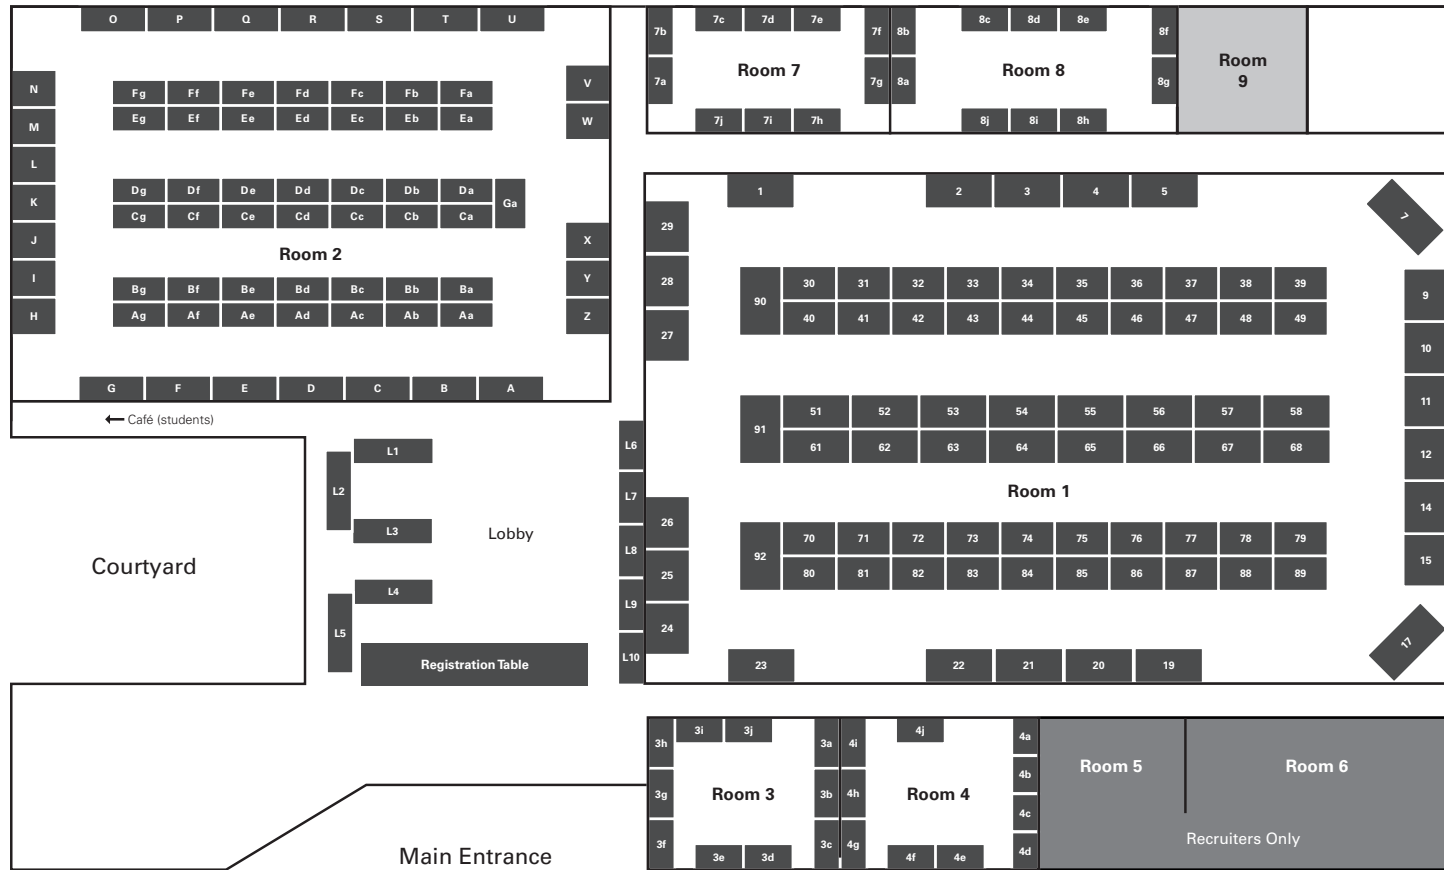 O P Q R S T U
N
M
L
K
J
I
H
Fg Ff Fe Fd Fc Fb Fa
Eg Ef Ee Ed Ec Eb Ea
Dg Df De Dd Dc Db Da
Cg Cf Ce Cd Cc Cb Ca
Ga
Room 2
Bg Bf Be Bd Bc Bb Ba
Ag Af Ae Ad Ac Ab Aa
V
W
X
Y
Z
G F E D C B A
Café (students)
7b 7c 7d 7e 7f
7a Room 7 7g
7j 7i 7h
8b 8c 8d 8e 8f
8a Room 8 8g
8j 8i 8h
Room
9
1 2 3 4 5
7
29
28
27
90
30 31 32 33 34 35 36 37 38 39
40 41 42 43 44 45 46 47 48 49
9
10
11
12
14
15
91
51 52 53 54 55 56 57 58
61 62 63 64 65 66 67 68
Room 1
26
25
24
92
70 71 72 73 74 75 76 77 78 79
80 81 82 83 84 85 86 87 88 89
17
23 22 21 20 19
L1
L2
L3
L4
L5
Lobby
L6
L7
L8
L9
L10
Registration Table
Courtyard
3h 3i 3j 3a
3g Room 3 3b
3f 3e 3d 3c
4i 4j 4a
4h Room 4 4b
4c
4g 4f 4e 4d
Room 5 Room 6
Recruiters Only
Main Entrance